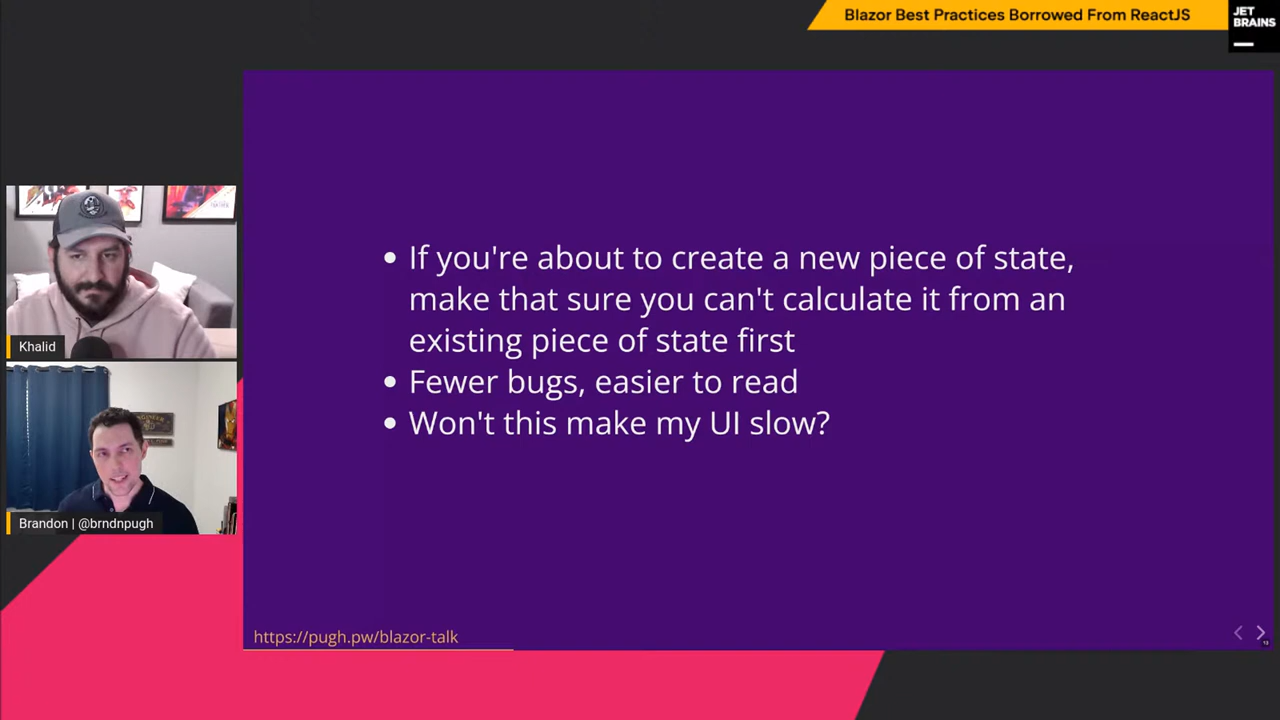 Blazor Best Practices Borrowed From ReactJS
JET
BRAINS
• If you're about to create a new piece of state,
make that sure you can't calculate it from an
existing piece of state first
• Fewer bugs, easier to read
• Won't this make my UI slow?
Khalid
Brandon | @brndnpugh
https://pugh.pw/blazor-talk